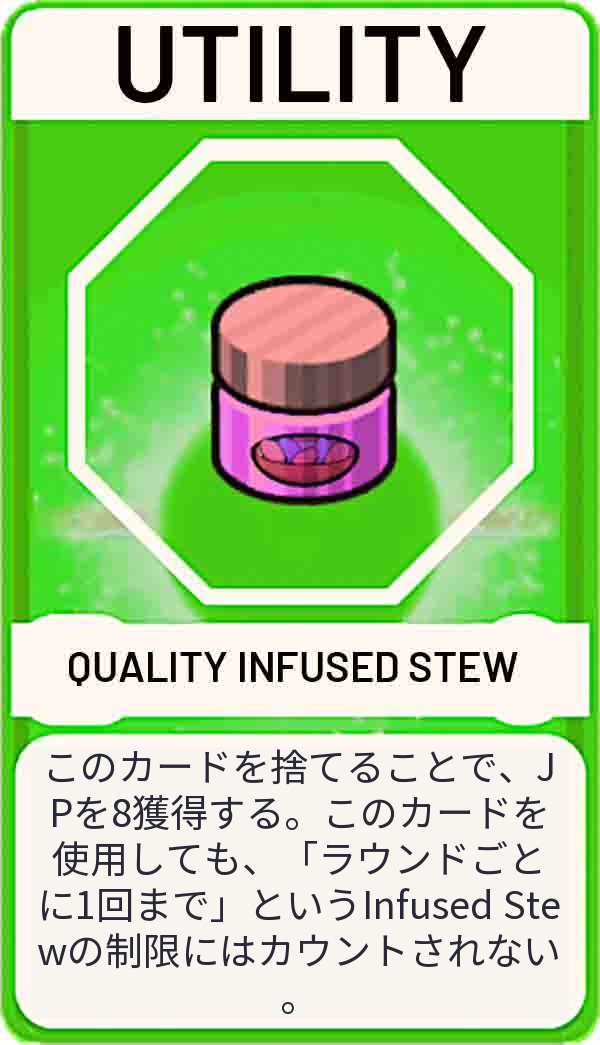 UTILITY
QUALITY INFUSED STEW
このカードを捨てることで、J
Pを8獲得する。このカードを
使用しても、「ラウンドごと
に1回まで」というInfused Ste
wの制限にはカウントされない
。